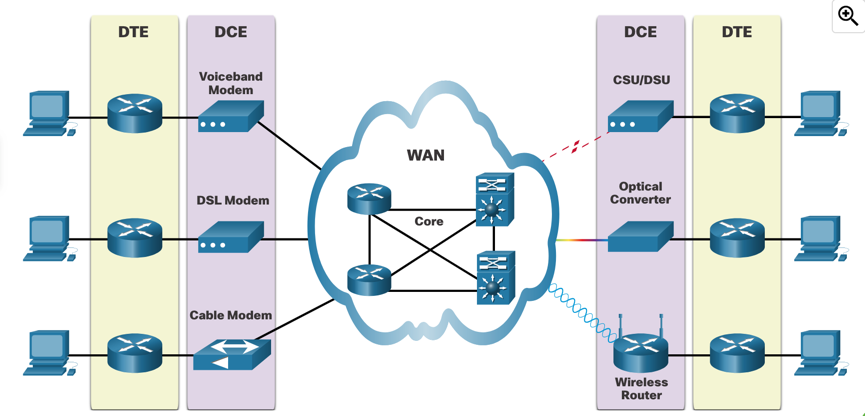 DTE
DCE
DCE
DTE
Voiceband
Modem
CSU/DSU
WAN
DSL Modem
Optical
Converter
Core
Cable Modem
Wireless
Router